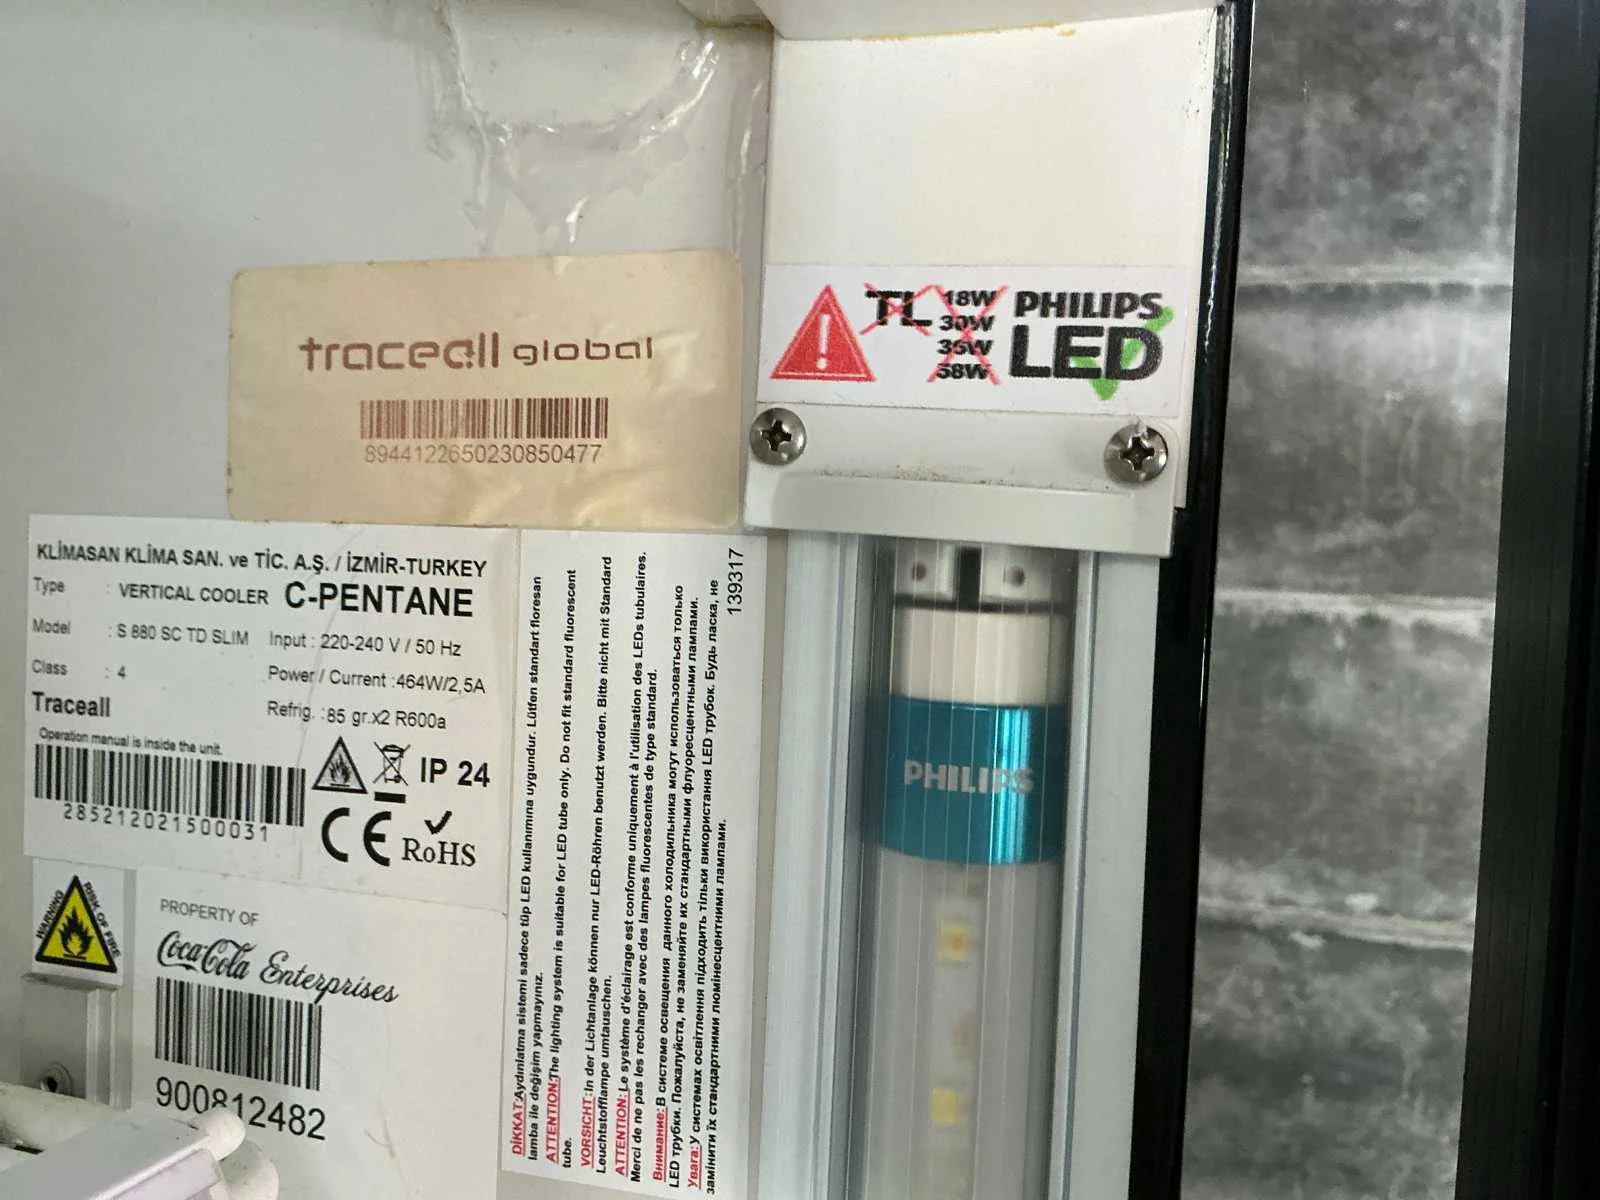 traceall global
8944122650230850477
TL 18W
30W
36W
58W
PHILIPS
LED
KLİMASAN KLİMA SAN. ve TİC. A.Ş. / İZMİR-TURKEY
Type : VERTICAL COOLER C-PENTANE
Model : S 880 SC TD SLIM Input : 220-240 V / 50 Hz
Class : 4 Power / Current :464W/2,5A
Traceall Refrig. :85 gr.x2 R600a
Operation manual is inside the unit.
IP 24
285212021500031
CE RoHS
WARNING RISK OF FIRE
PROPERTY OF
Coca-Cola Enterprises
900812482
DİKKAT:Aydınlatma sistemi sadece tüp LED kullanımına uygundur. Lütfen standart floresan
lamba ile değişim yapmayınız.
ATTENTION:The lighting system is suitable for LED tube only. Do not fit standard fluorescent
tube.
VORSICHT:In der Lichtanlage können nur LED-Röhren benutzt werden. Bitte nicht mit Standard
Leuchtstofflampe umtauschen.
ATTENTION: Le système d'éclairage est conforme uniquement à l'utilisation des LEDs tubulaires.
Merci de ne pas les rechanger avec des lampes fluorescentes de type standard.
Внимание: В системе освещения данного холодильника могут использоваться только
LED трубки. Пожалуйста, не заменяйте их стандартными флуоресцентными лампами.
Увага: У системах освітлення підходить тільки використання LED трубок. Будь ласка, не
замініти їх стандартними люмінесцентними лампами.
139317
PHILIPS